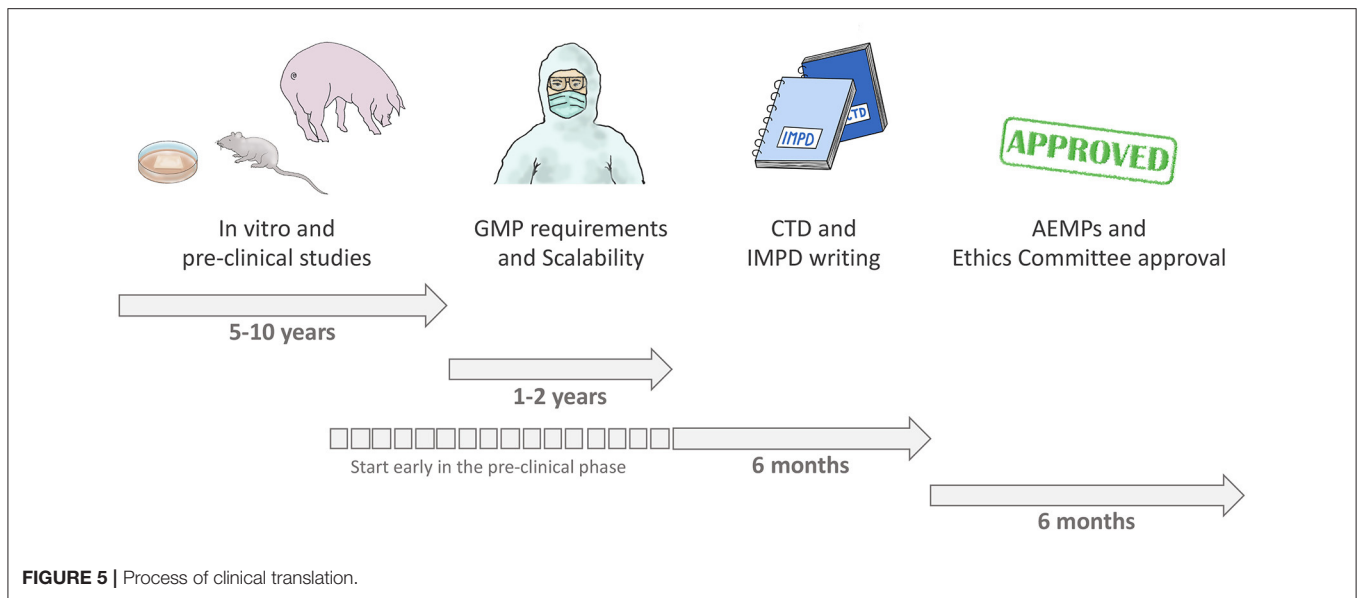 IMPD
CTD
APPROVED
In vitro and
pre-clinical studies
GMP requirements
and Scalability
CTD and
IMPD writing
AEMPs and
Ethics Committee approval
5-10 years
1-2 years
Start early in the pre-clinical phase
6 months
6 months
FIGURE 5 | Process of clinical translation.